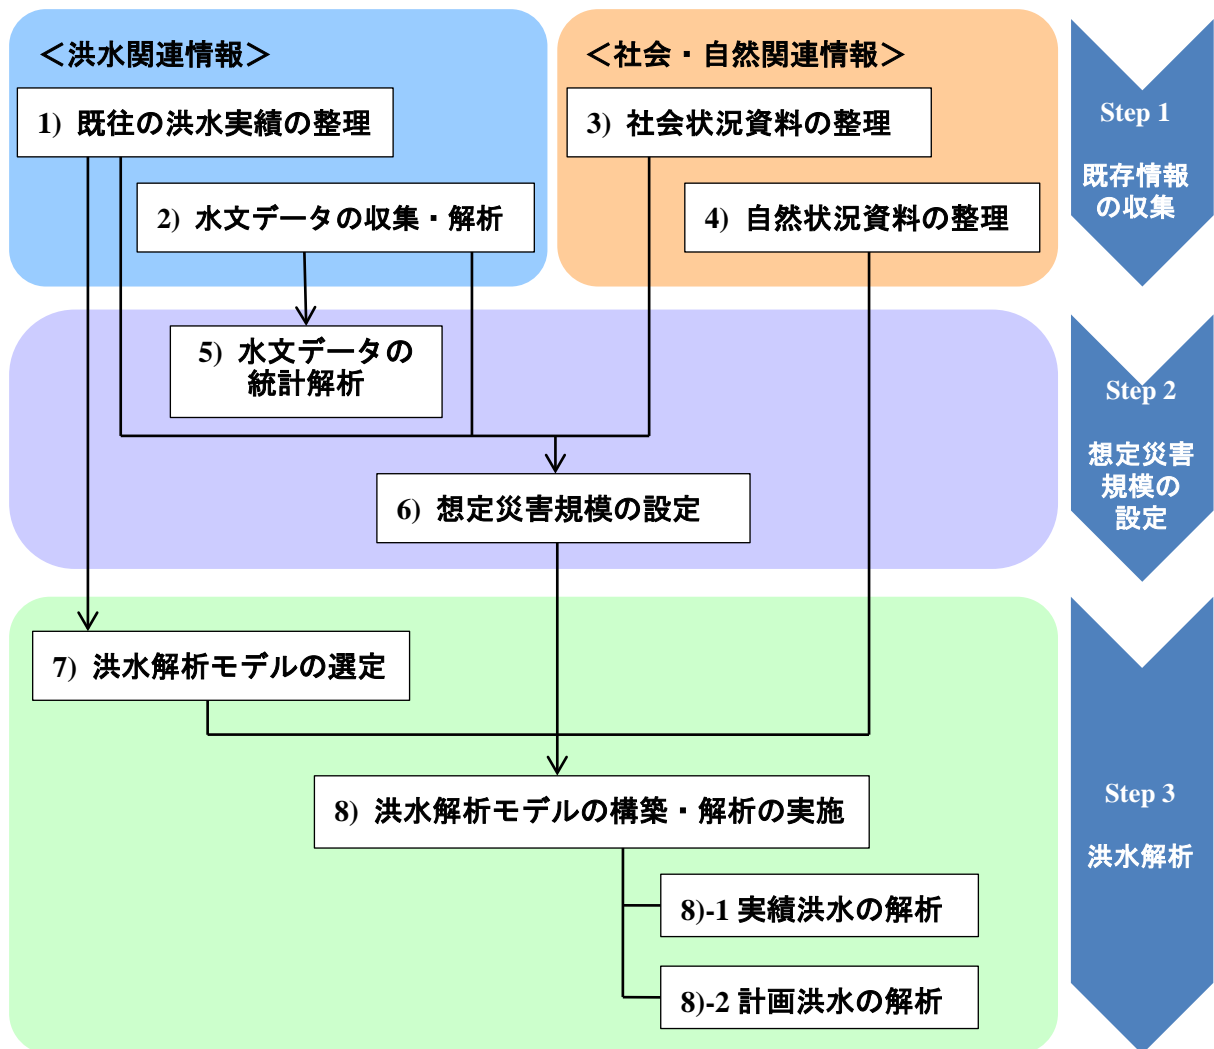 ＜洪水関連情報＞
1) 既往の洪水実績の整理
2) 水文データの収集・解析
＜社会・自然関連情報＞
3) 社会状況資料の整理
4) 自然状況資料の整理
Step 1
既存情報
の収集
5) 水文データの
統計解析
6) 想定災害規模の設定
Step 2
想定災害
規模の
設定
7) 洪水解析モデルの選定
8) 洪水解析モデルの構築・解析の実施
8)-1 実績洪水の解析
8)-2 計画洪水の解析
Step 3
洪水解析